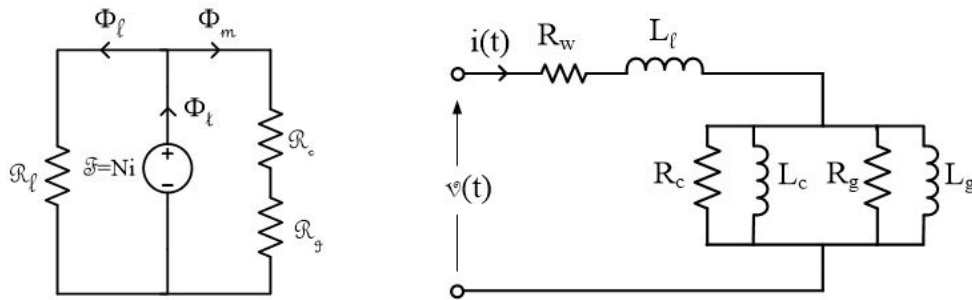 Φℓ Φm
Φt
ℛℓ ℱ=Ni ℛc
ℛg
i(t) Rw Lℓ
v(t) Rc Lc Rg Lg